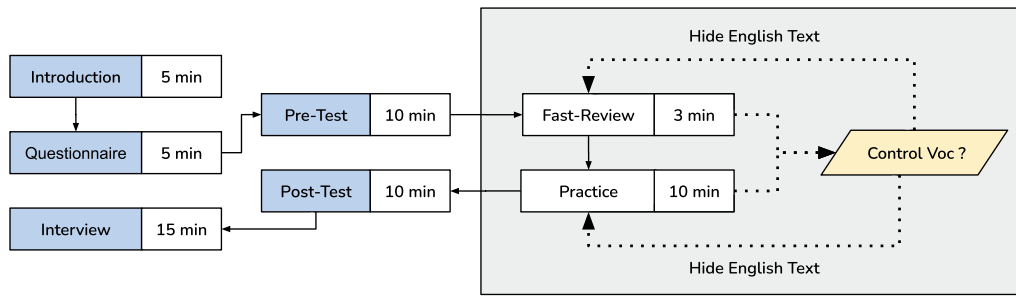 Introduction
5 min
Questionnaire
5 min
Pre-Test
10 min
Hide English Text
Fast-Review
3 min
Control Voc ?
Practice
10 min
Hide English Text
Post-Test
10 min
Interview
15 min